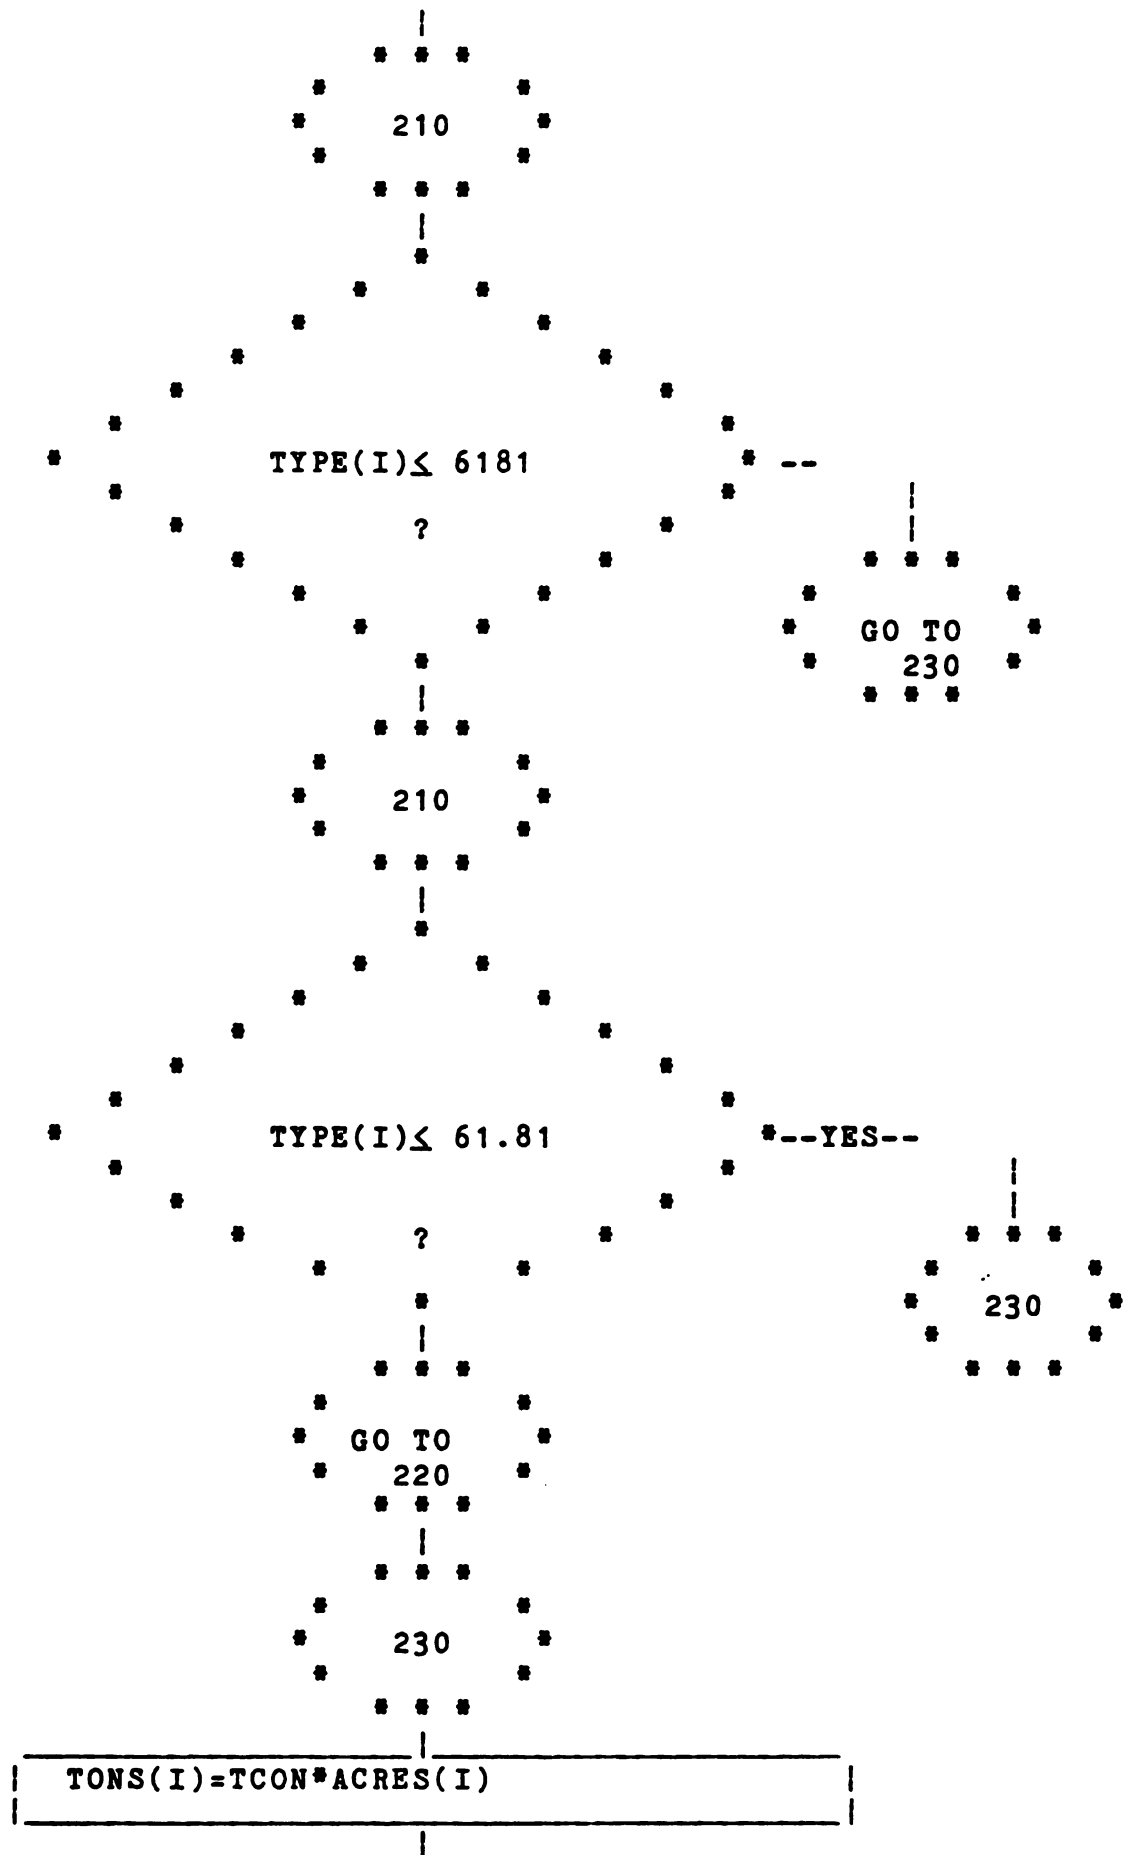 210
TYPE(I)≤ 6181
?
GO TO
230
210
TYPE(I)≤ 61.81
--YES--
?
230
GO TO
220
230
TONS(I)=TCON*ACRES(I)